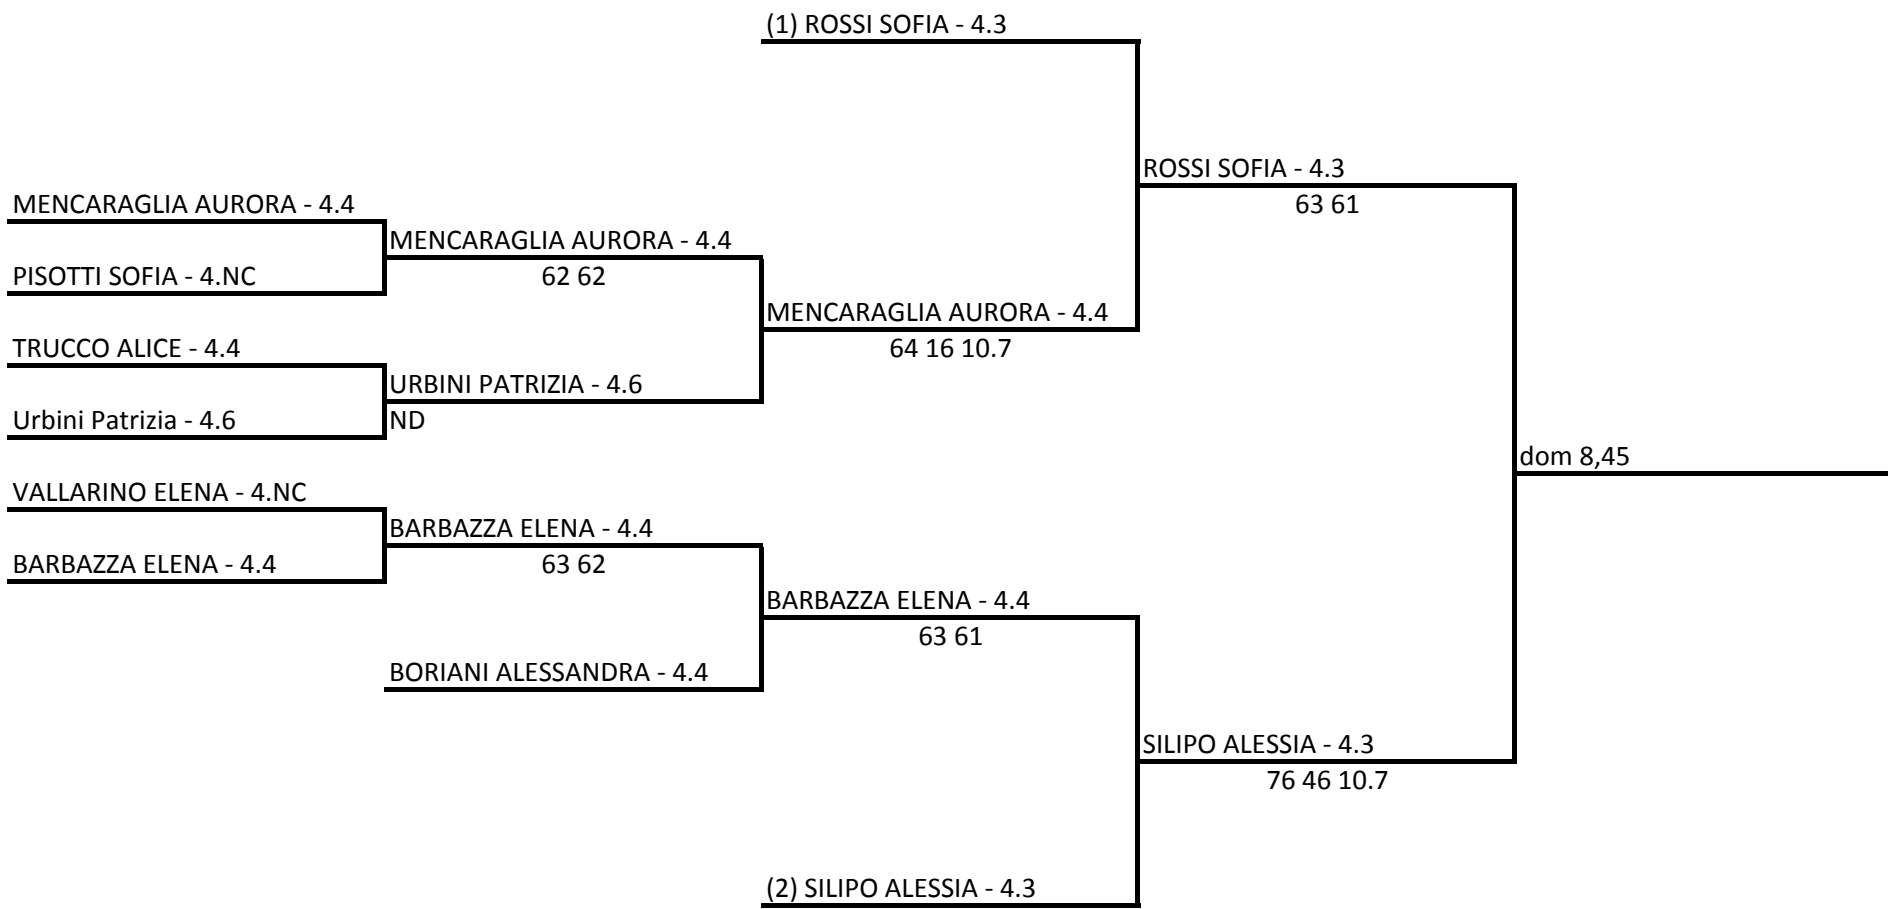 (1) ROSSI SOFIA - 4.3
ROSSI SOFIA - 4.3
63 61
MENCARAGLIA AURORA - 4.4
MENCARAGLIA AURORA - 4.4
PISOTTI SOFIA - 4.NC
62 62
MENCARAGLIA AURORA - 4.4
64 16 10.7
TRUCCO ALICE - 4.4
URBINI PATRIZIA - 4.6
Urbini Patrizia - 4.6
ND
dom 8,45
VALLARINO ELENA - 4.NC
BARBAZZA ELENA - 4.4
BARBAZZA ELENA - 4.4
63 62
BARBAZZA ELENA - 4.4
63 61
BORIANI ALESSANDRA - 4.4
SILIPO ALESSIA - 4.3
76 46 10.7
(2) SILIPO ALESSIA - 4.3